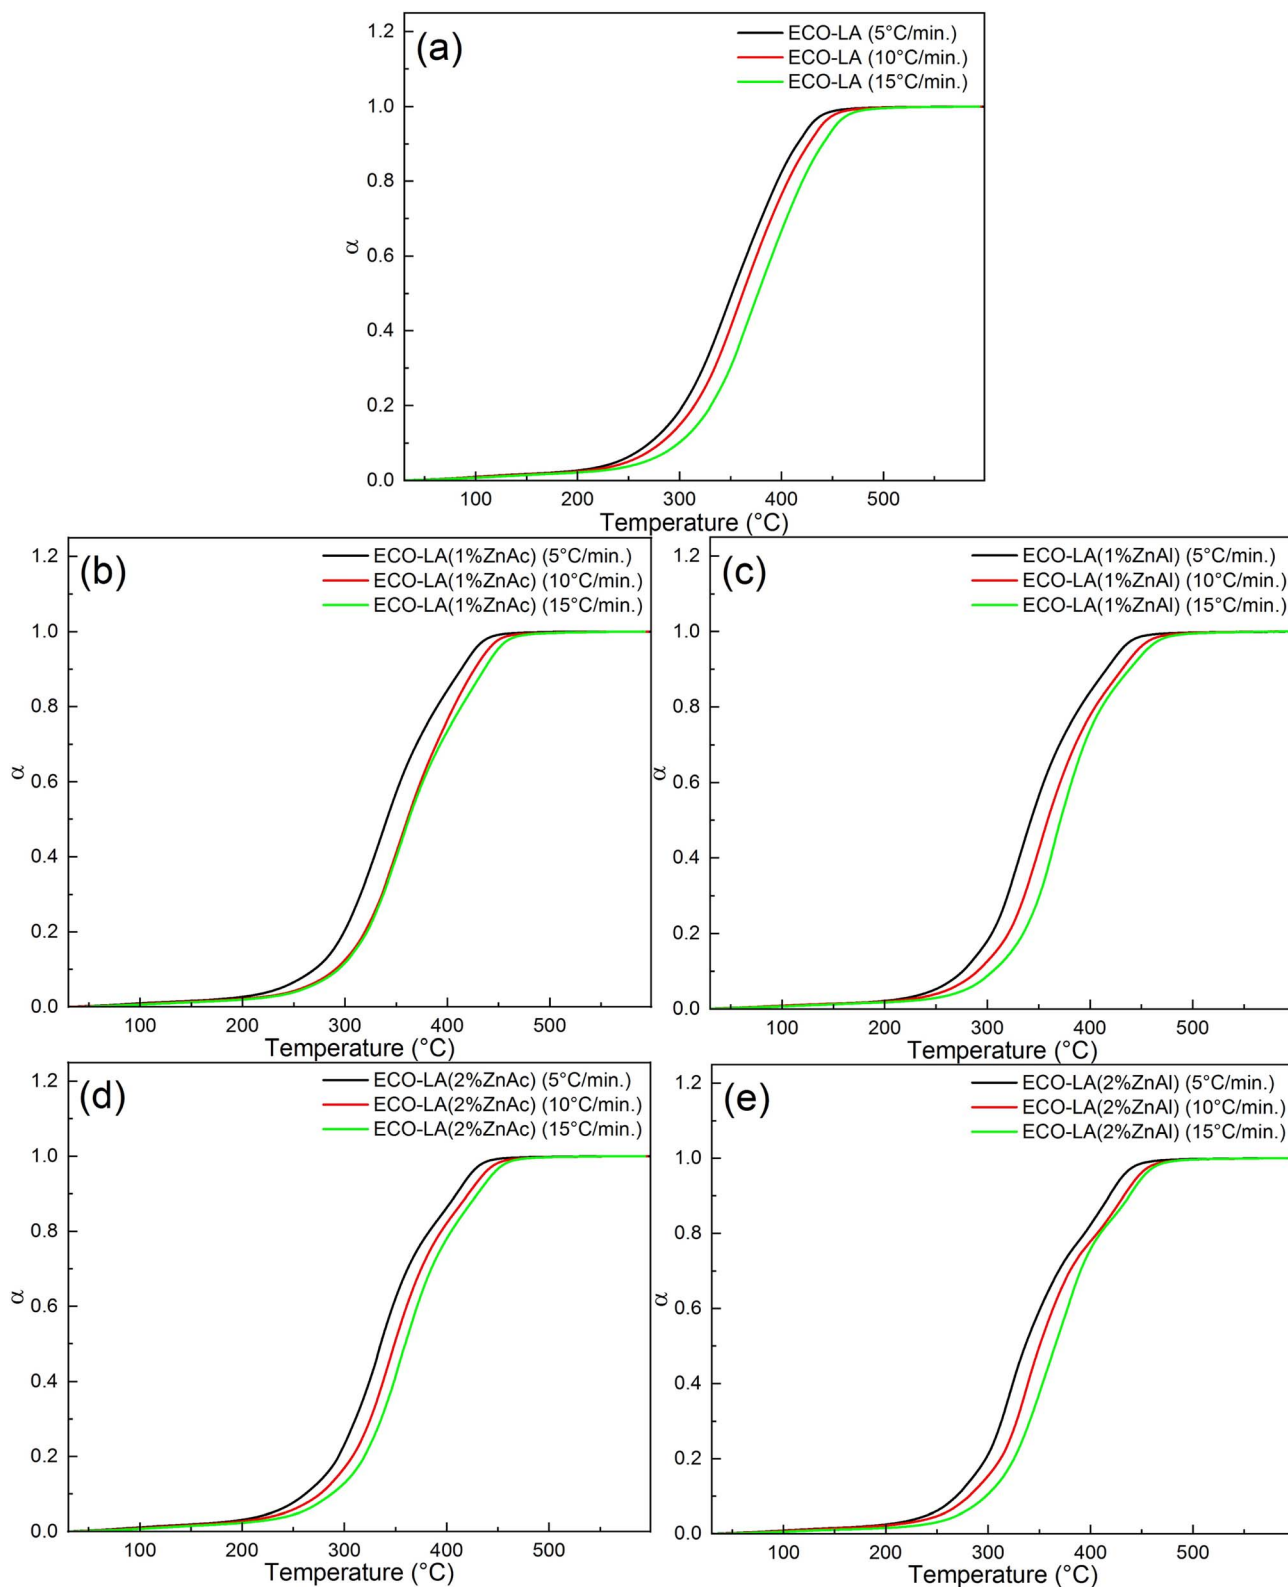 (a)
ECO-LA (5°C/min.)
ECO-LA (10°C/min.)
ECO-LA (15°C/min.)
1.2
1.0
0.8
0.6
0.4
0.2
0.0
α
100 200 300 400 500
Temperature (°C)
(b)
ECO-LA(1%ZnAc) (5°C/min.)
ECO-LA(1%ZnAc) (10°C/min.)
ECO-LA(1%ZnAc) (15°C/min.)
1.2
1.0
0.8
0.6
0.4
0.2
0.0
α
100 200 300 400 500
Temperature (°C)
(c)
ECO-LA(1%ZnAl) (5°C/min.)
ECO-LA(1%ZnAl) (10°C/min.)
ECO-LA(1%ZnAl) (15°C/min.)
1.2
1.0
0.8
0.6
0.4
0.2
0.0
α
100 200 300 400 500
Temperature (°C)
(d)
ECO-LA(2%ZnAc) (5°C/min.)
ECO-LA(2%ZnAc) (10°C/min.)
ECO-LA(2%ZnAc) (15°C/min.)
1.2
1.0
0.8
0.6
0.4
0.2
0.0
α
100 200 300 400 500
Temperature (°C)
(e)
ECO-LA(2%ZnAl) (5°C/min.)
ECO-LA(2%ZnAl) (10°C/min.)
ECO-LA(2%ZnAl) (15°C/min.)
1.2
1.0
0.8
0.6
0.4
0.2
0.0
α
100 200 300 400 500
Temperature (°C)